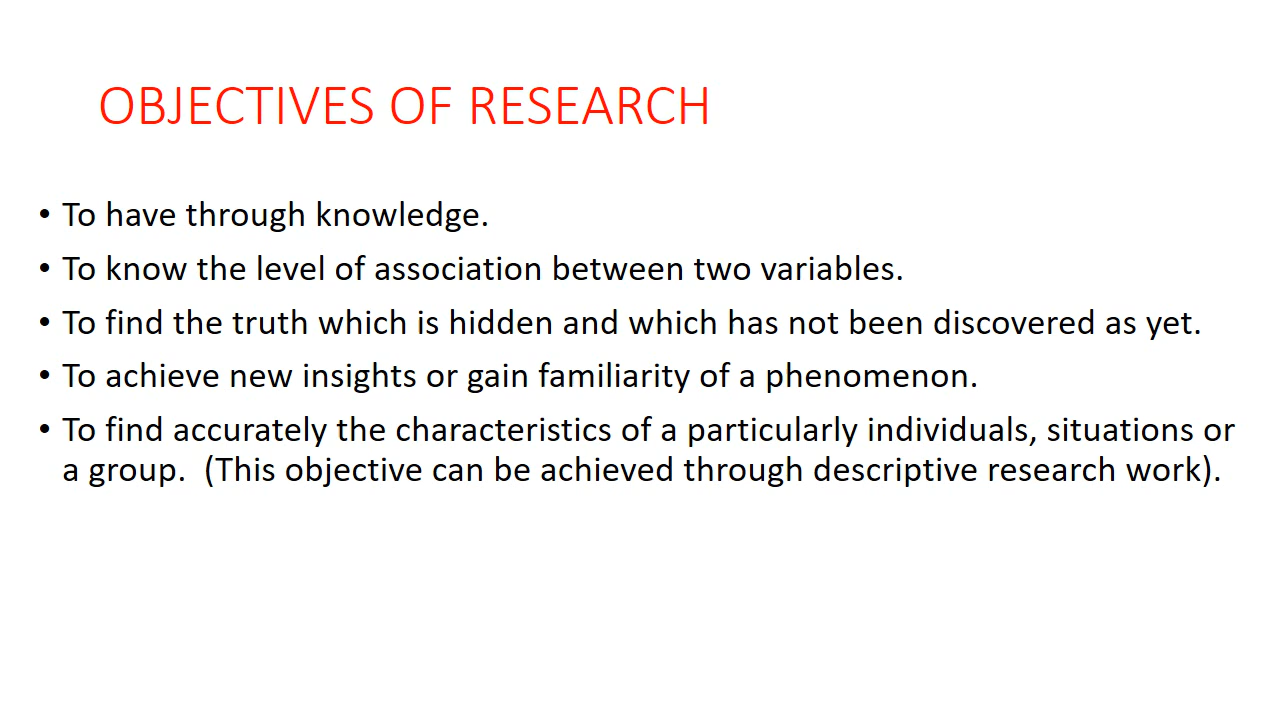 OBJECTIVES OF RESEARCH
• To have through knowledge.
• To know the level of association between two variables.
• To find the truth which is hidden and which has not been discovered as yet.
• To achieve new insights or gain familiarity of a phenomenon.
• To find accurately the characteristics of a particularly individuals, situations or
a group.  (This objective can be achieved through descriptive research work).